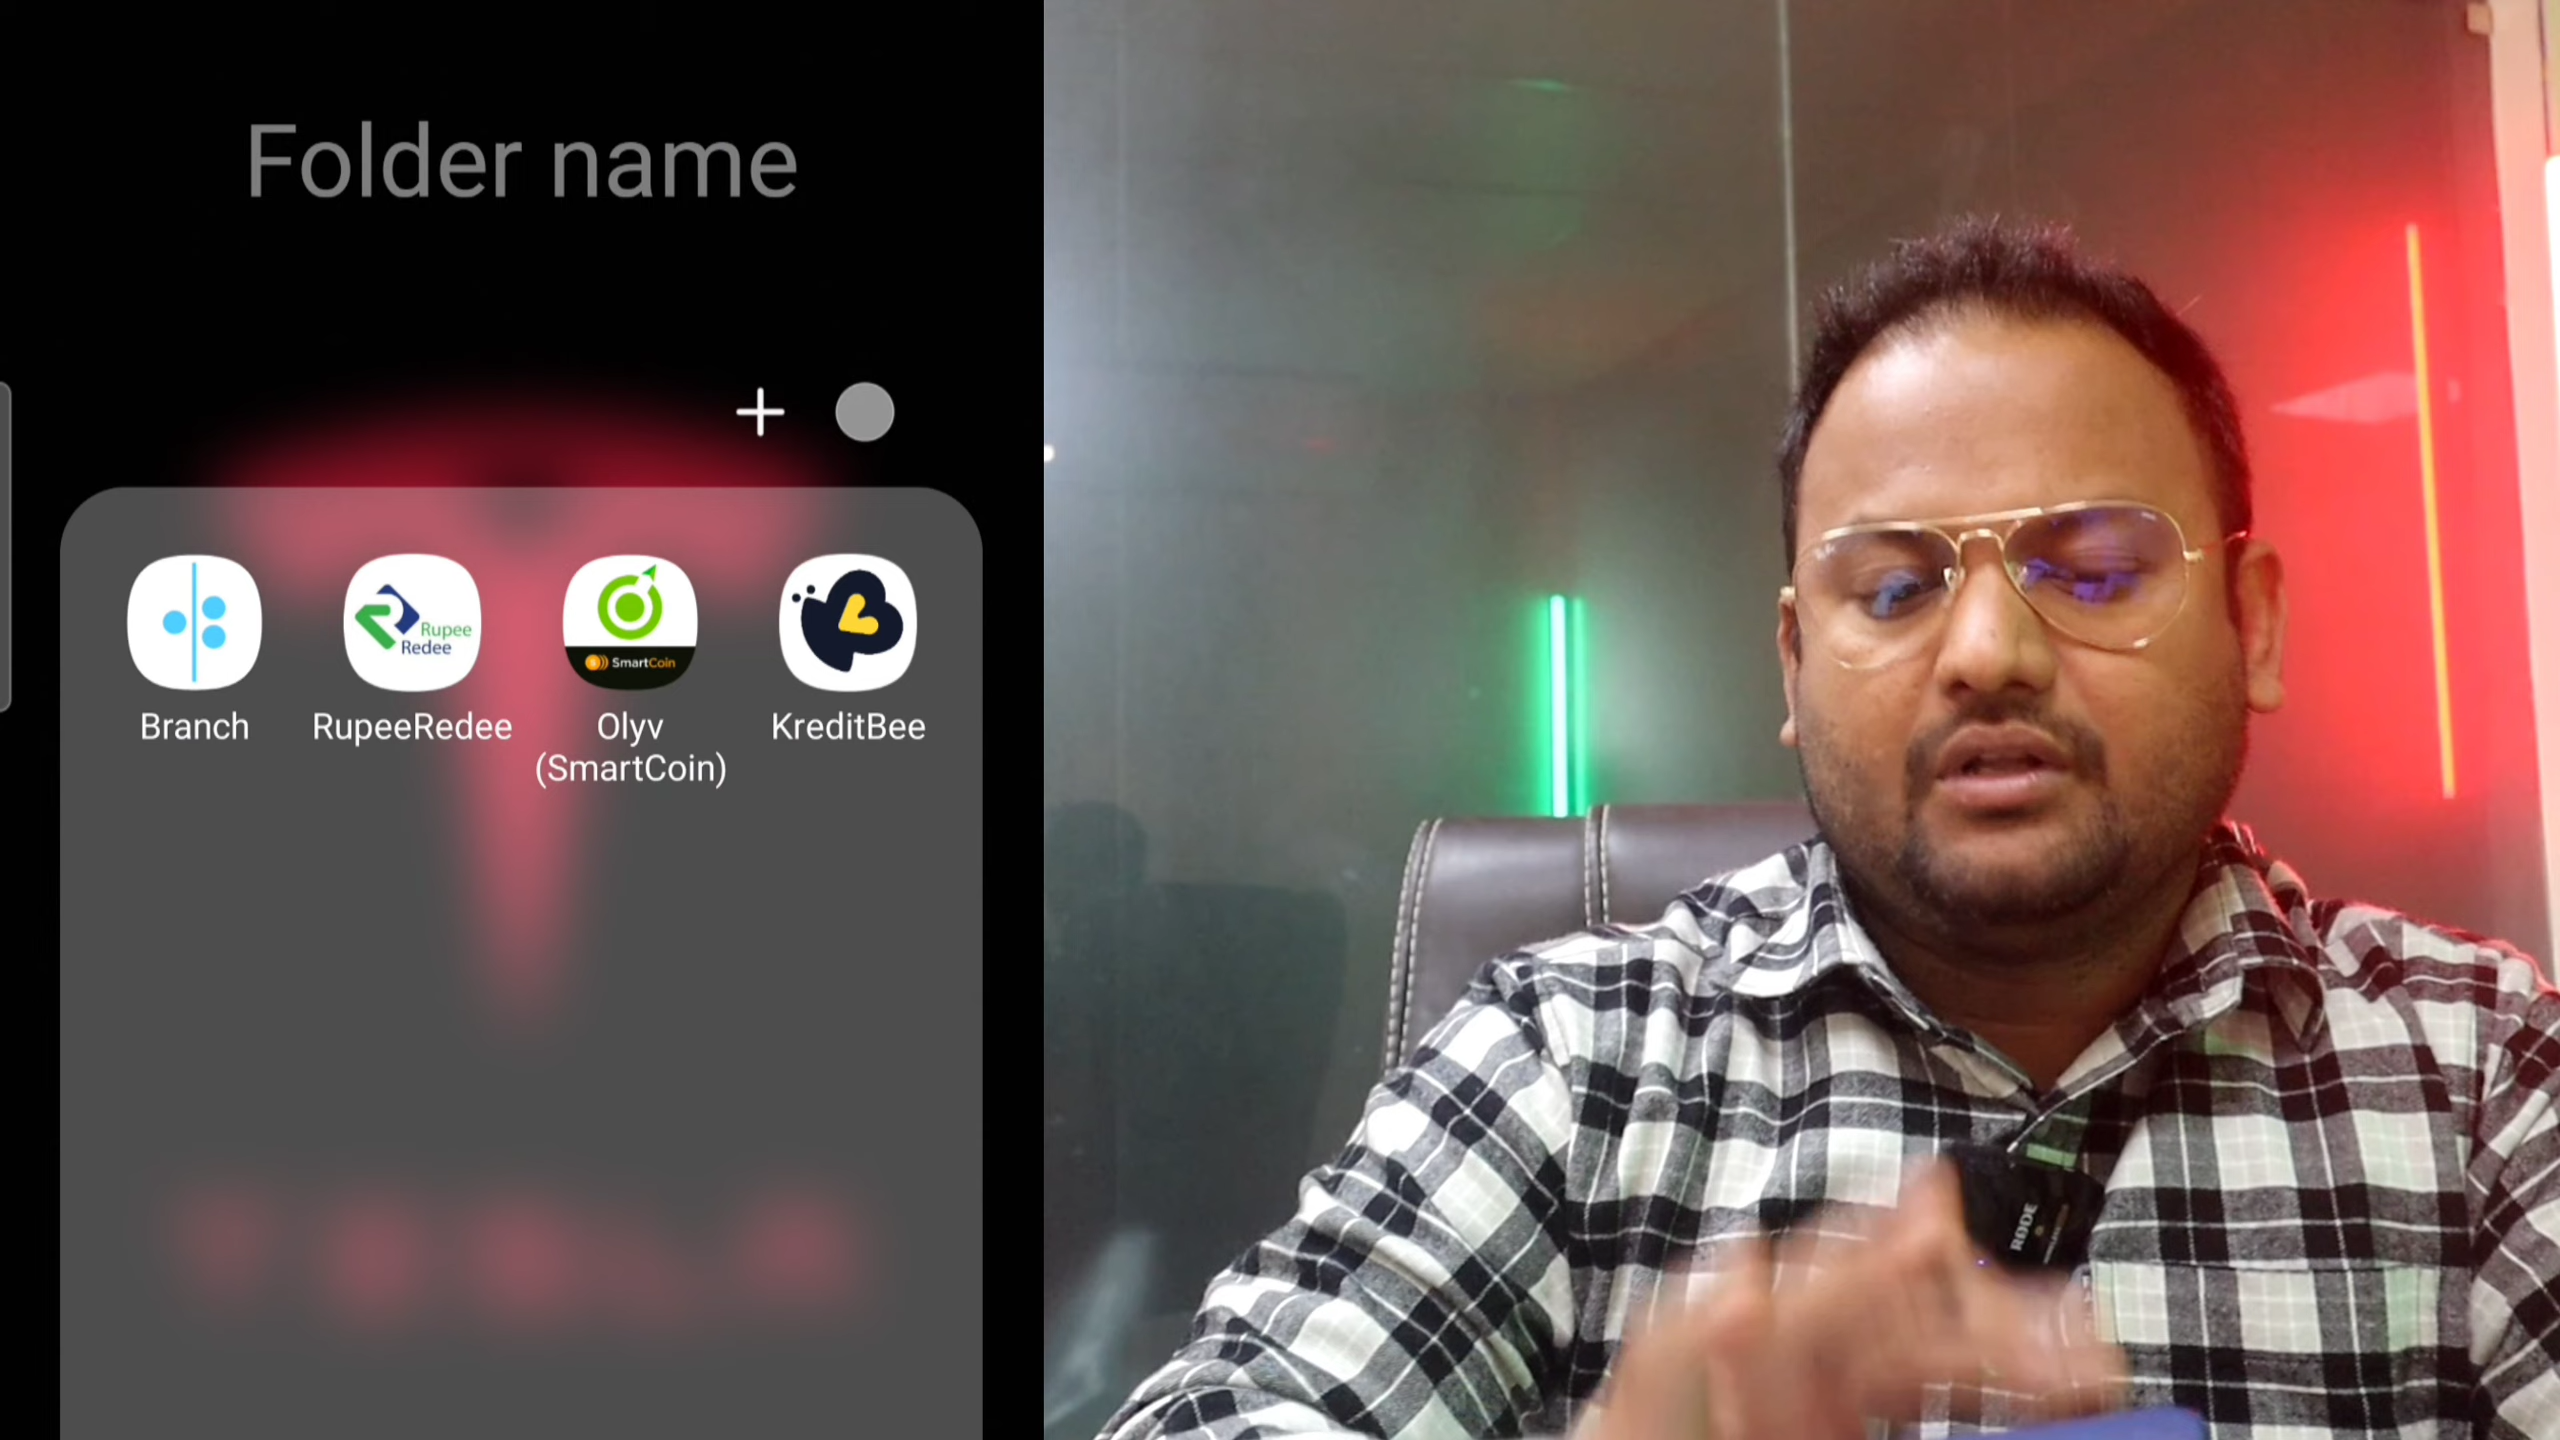 Folder name
Rupee
Redee
SmartCoin
Branch
RupeeRedee
Olyv
(SmartCoin)
KreditBee
RODE